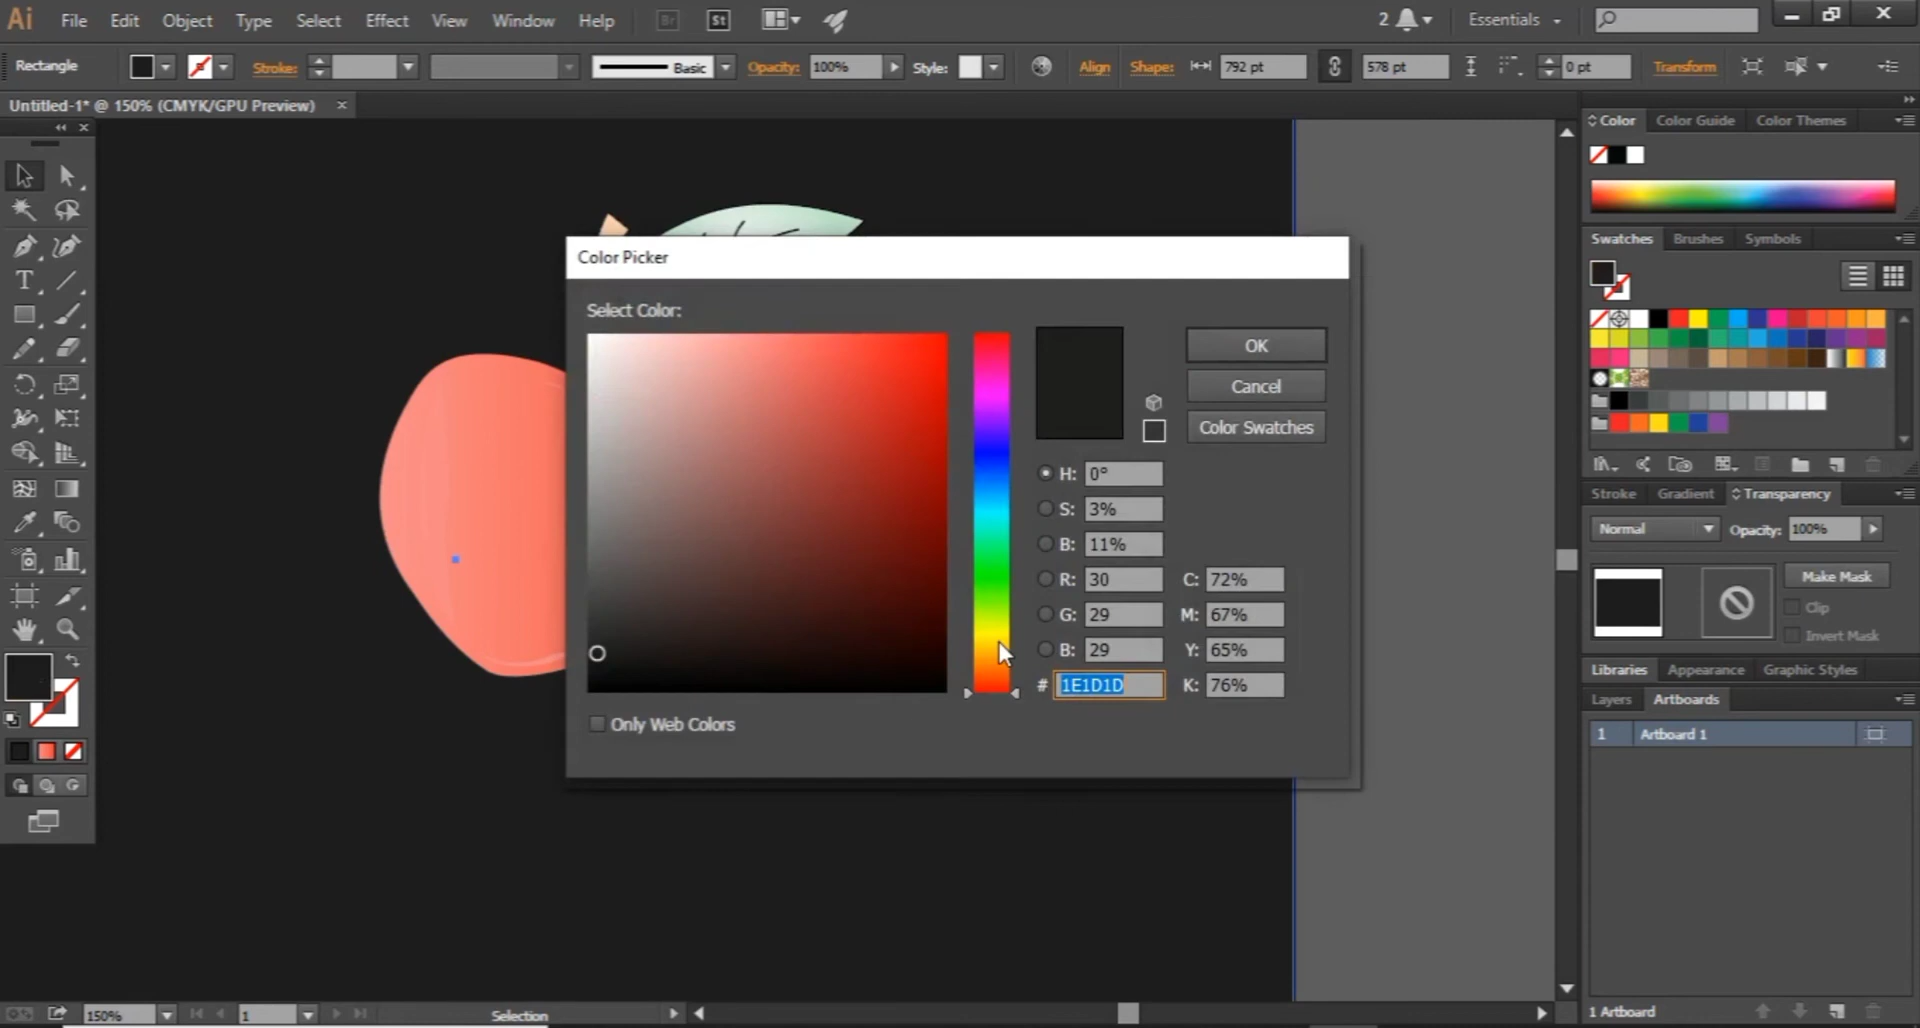 Ai File Edit Object Type Select Effect View Window Help Br St 2 Essentials
Rectangle Stroke: Basic Opacity: 100% Style: Align Shape: 792 pt 578 pt 0 pt Transform
Untitled-1* @ 150% (CMYK/GPU Preview)
Color Color Guide Color Themes
Swatches Brushes Symbols
Color Picker
Select Color:
OK
Cancel
Color Swatches
H: 0°
S: 3%
B: 11%
R: 30 C: 72%
G: 29 M: 67%
B: 29 Y: 65%
# 1E1D1D K: 76%
Only Web Colors
Stroke Gradient Transparency
Normal Opacity: 100%
Make Mask
Clip
Invert Mask
Libraries Appearance Graphic Styles
Layers Artboards
1 Artboard 1
T
150% 1 Selection
1 Artboard